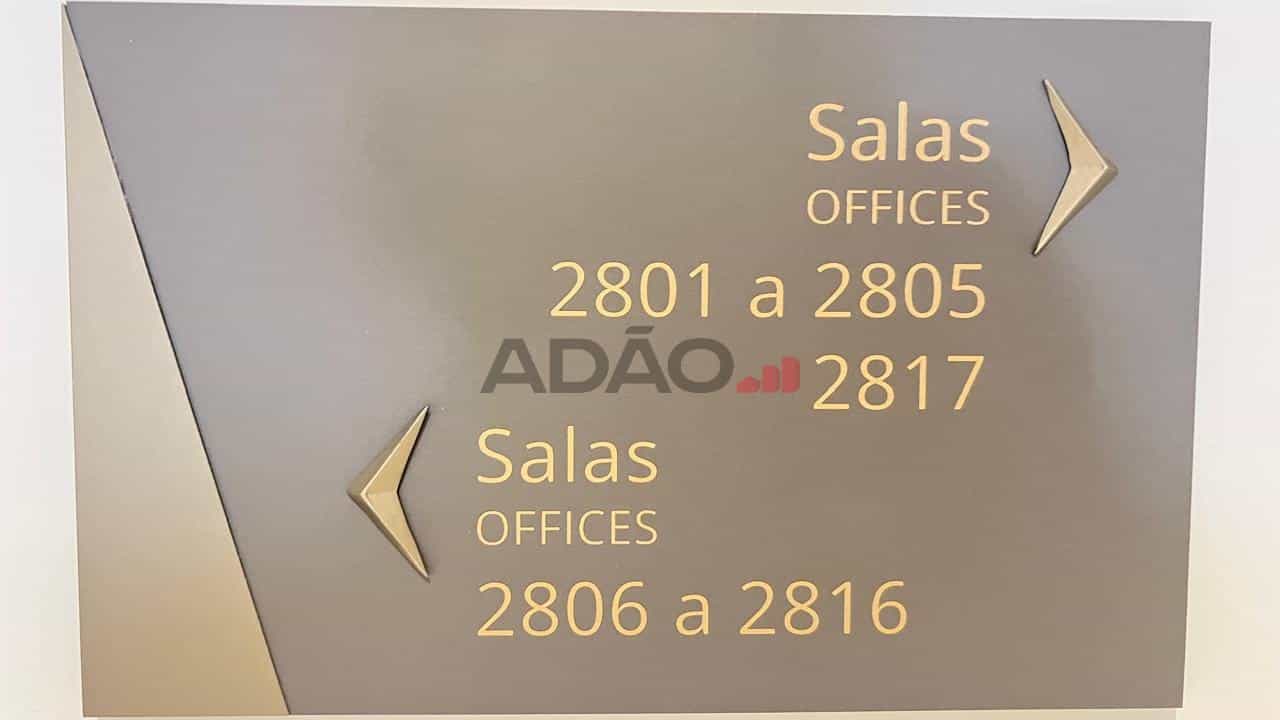 Salas
OFFICES
2801 a 2805
ADÃO
2817
Salas
OFFICES
2806 a 2816